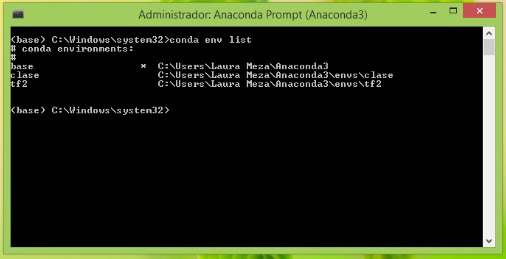 Administrador: Anaconda Prompt (Anaconda3)
(base) C:\Windows\system32>conda env list
# conda environments:
#
base                  *  C:\Users\Laura Meza\Anaconda3
clase                    C:\Users\Laura Meza\Anaconda3\envs\clase
tf2                      C:\Users\Laura Meza\Anaconda3\envs\tf2
(base) C:\Windows\system32>